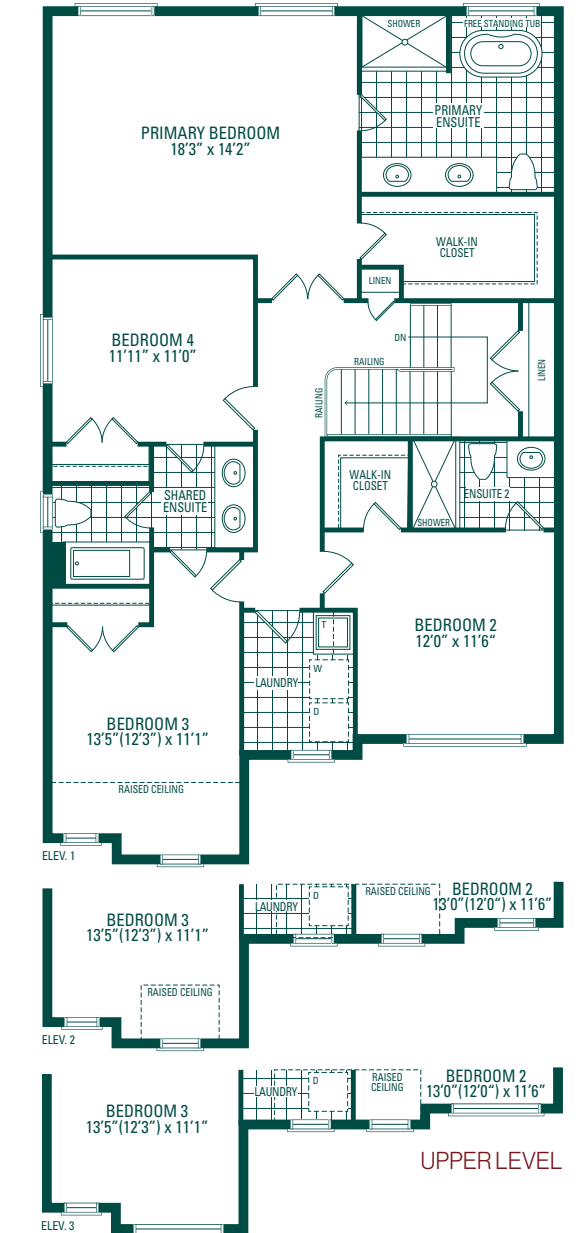 SHOWER
FREE STANDING TUB
PRIMARY
ENSUITE
PRIMARY BEDROOM
18'3" x 14'2"
WALK-IN
CLOSET
LINEN
BEDROOM 4
11'11" x 11'0"
DN
RAILING
RAILING
LINEN
WALK-IN
CLOSET
SHARED
ENSUITE
ENSUITE 2
SHOWER
BEDROOM 2
12'0" x 11'6"
T
W
LAUNDRY
D
BEDROOM 3
13'5"(12'3") x 11'1"
RAISED CEILING
ELEV. 1
BEDROOM 3
13'5"(12'3") x 11'1"
RAISED CEILING
ELEV. 2
D
LAUNDRY
RAISED CEILING
BEDROOM 2
13'0"(12'0") x 11'6"
BEDROOM 3
13'5"(12'3") x 11'1"
ELEV. 3
D
LAUNDRY
RAISED
CEILING
BEDROOM 2
13'0"(12'0") x 11'6"
UPPER LEVEL